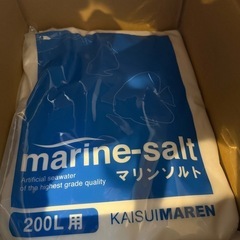 marine-salt
Artificial seawater
of the highest grade quality
マリンソルト
200L用
KAISUIMAREN